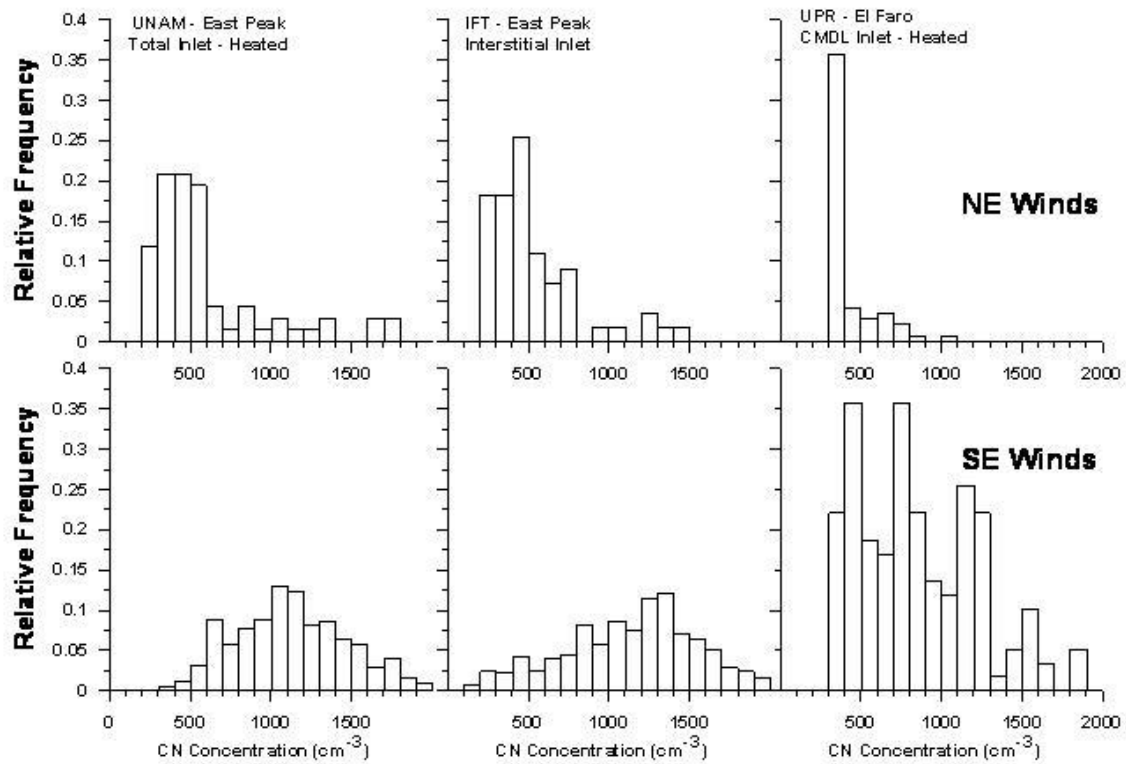 UNAM - East Peak
Total Inlet - Heated
IFT - East Peak
Interstitial Inlet
UPR - El Faro
CMDL Inlet - Heated
Relative Frequency
0.4
0.35
0.3
0.25
0.2
0.15
0.1
0.05
0
NE Winds
500 1000 1500
500 1000 1500
500 1000 1500 2000
Relative Frequency
0.4
0.35
0.3
0.25
0.2
0.15
0.1
0.05
0
SE Winds
0 500 1000 1500
500 1000 1500
500 1000 1500 2000
CN Concentration (cm⁻³)
CN Concentration (cm⁻³)
CN Concentration (cm⁻³)